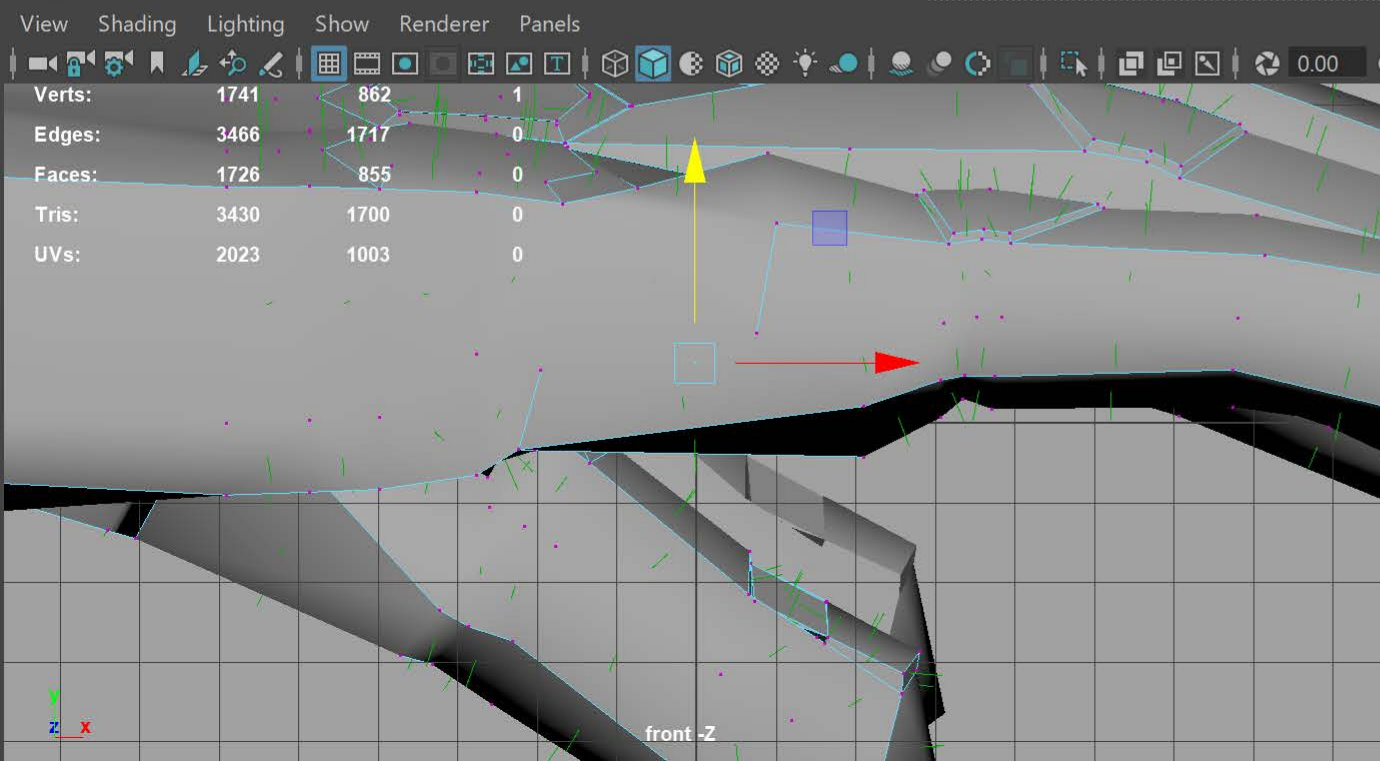 View Shading Lighting Show Renderer Panels
T 0.00
Verts: 1741 862 1
Edges: 3466 1717 0
Faces: 1726 855 0
Tris: 3430 1700 0
UVs: 2023 1003 0
y
z x
front -Z